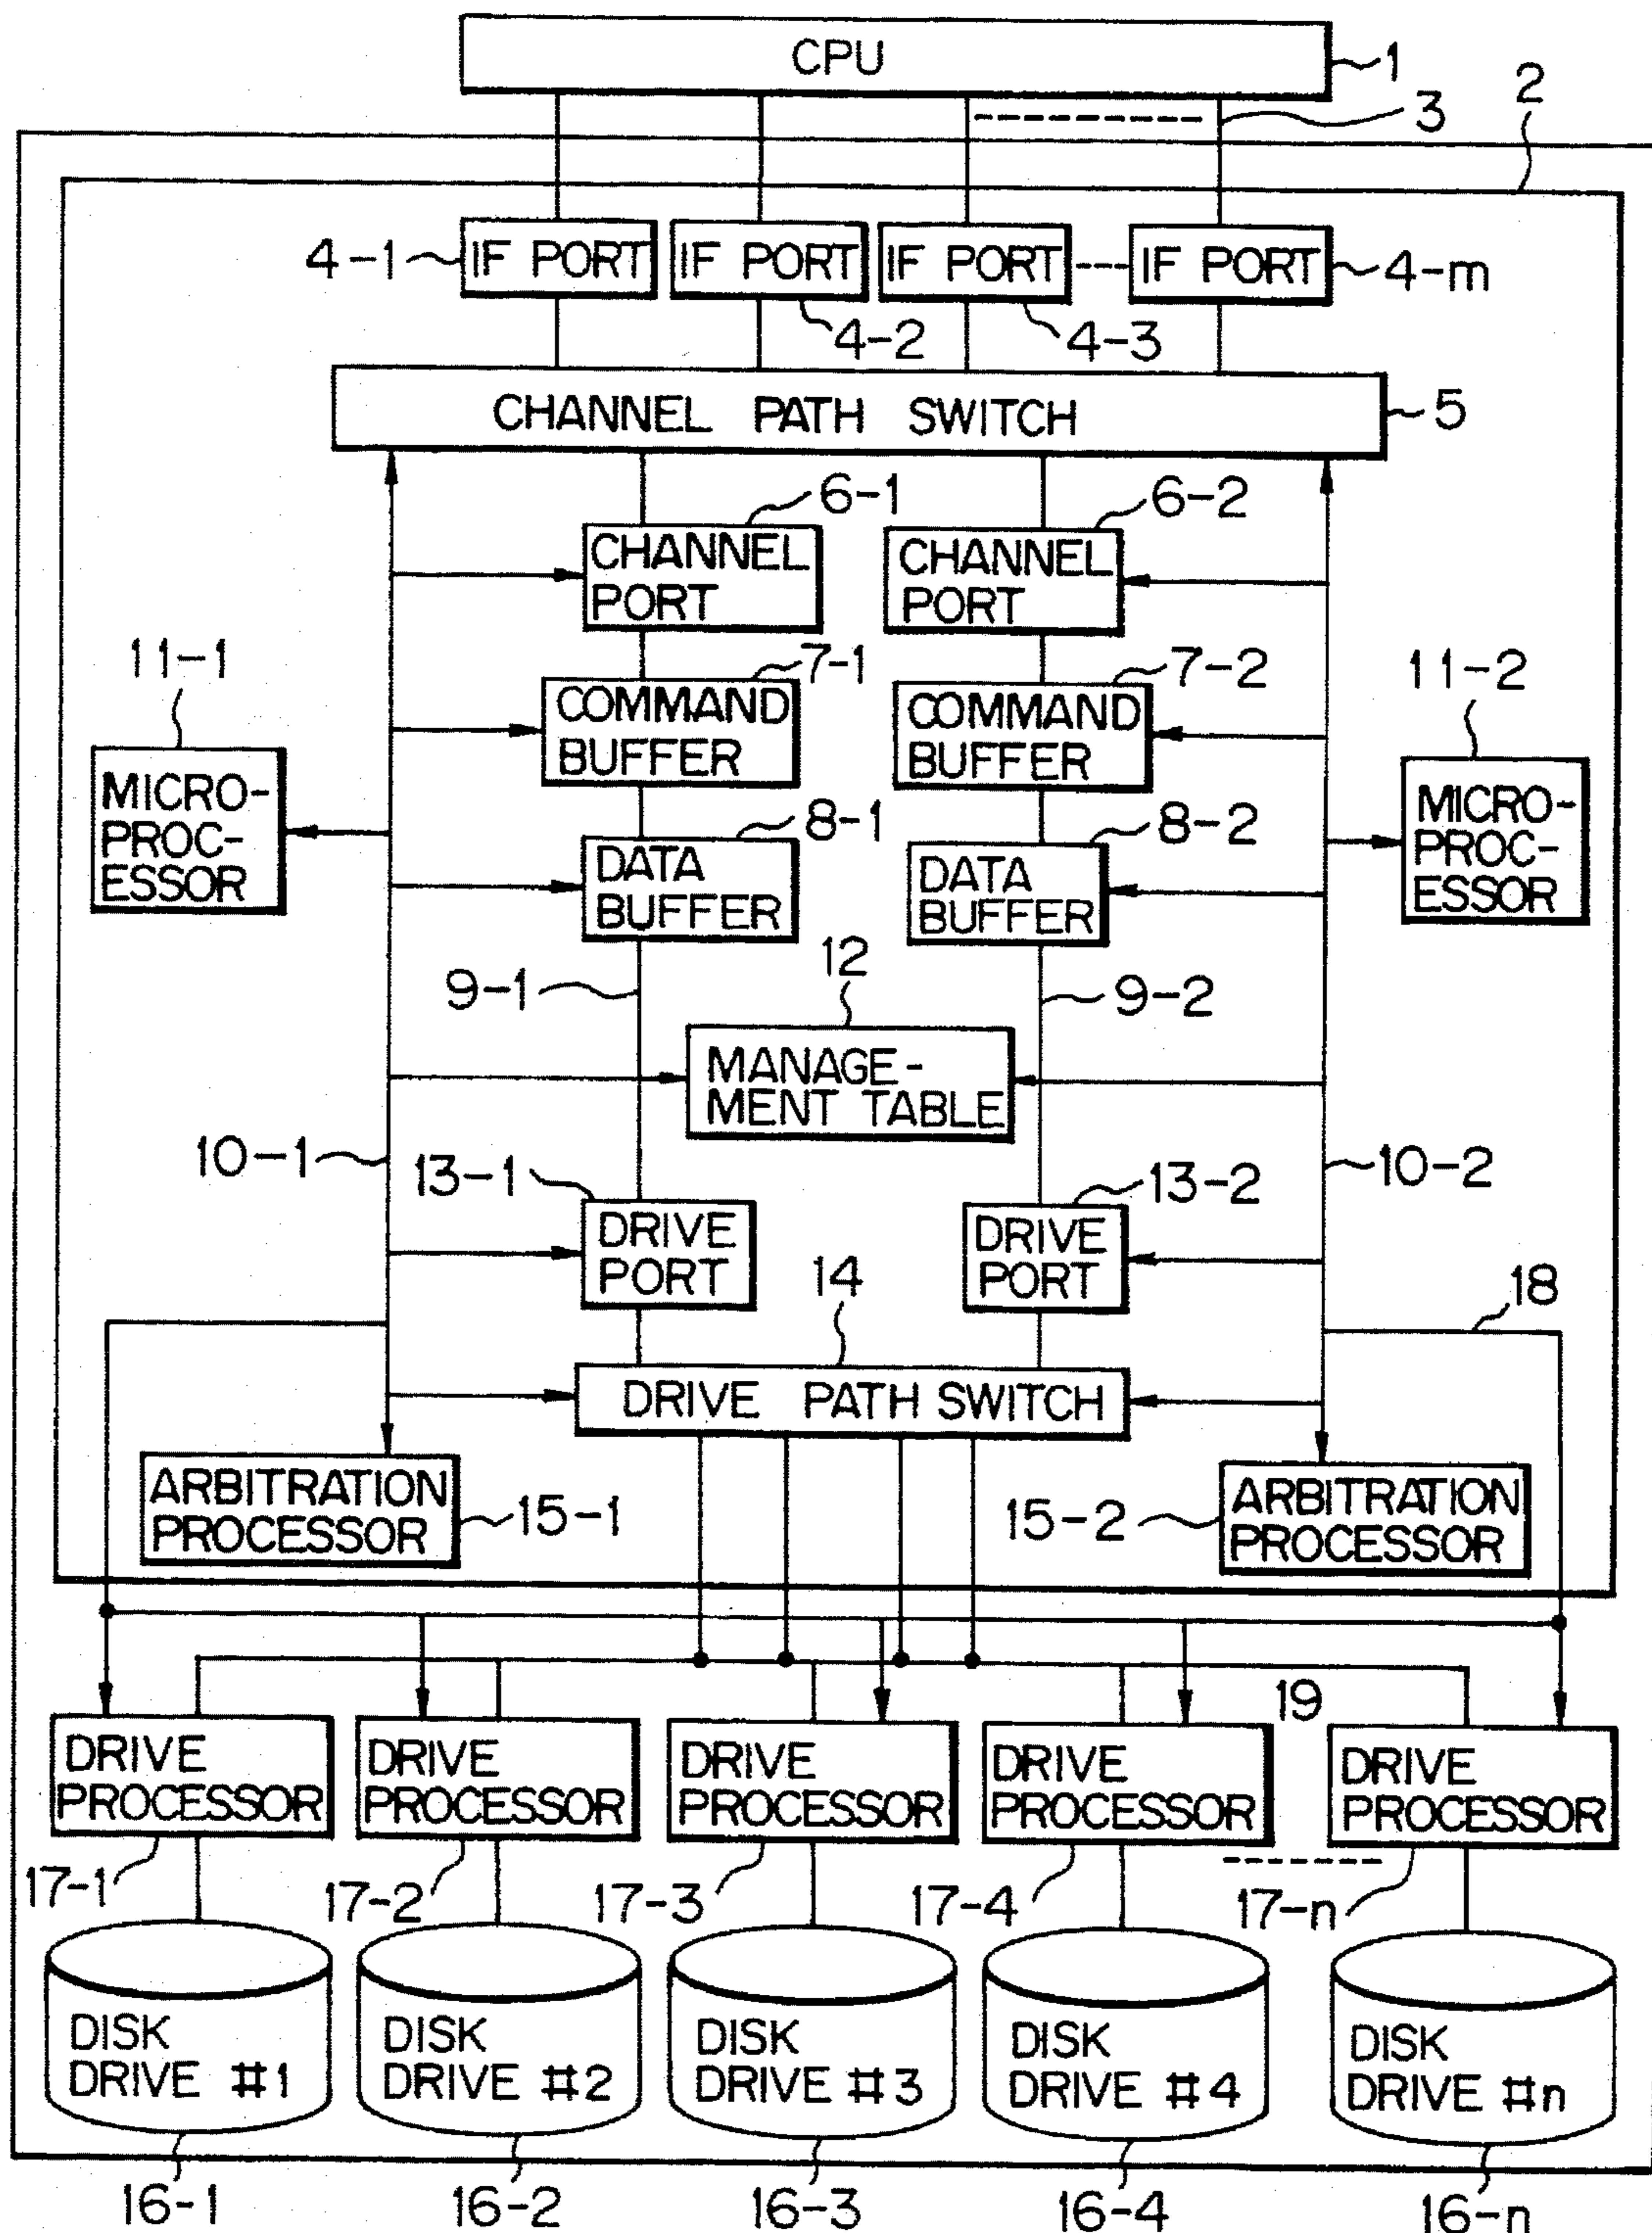 CPU
1
2
3
4-1
IF PORT
IF PORT
IF PORT
IF PORT
4-m
4-2
4-3
CHANNEL PATH SWITCH
5
6-1
6-2
CHANNEL
PORT
CHANNEL
PORT
11-1
7-1
7-2
11-2
COMMAND
BUFFER
COMMAND
BUFFER
MICRO-
PROC-
ESSOR
MICRO-
PROC-
ESSOR
8-1
8-2
DATA
BUFFER
DATA
BUFFER
9-1
12
9-2
MANAGE-
MENT TABLE
10-1
13-1
13-2
10-2
DRIVE
PORT
DRIVE
PORT
14
18
DRIVE PATH SWITCH
ARBITRATION
PROCESSOR
15-1
15-2
ARBITRATION
PROCESSOR
19
DRIVE
PROCESSOR
DRIVE
PROCESSOR
DRIVE
PROCESSOR
DRIVE
PROCESSOR
DRIVE
PROCESSOR
17-1
17-2
17-3
17-4
17-n
DISK
DRIVE #1
DISK
DRIVE #2
DISK
DRIVE #3
DISK
DRIVE #4
DISK
DRIVE #n
16-1
16-2
16-3
16-4
16-n